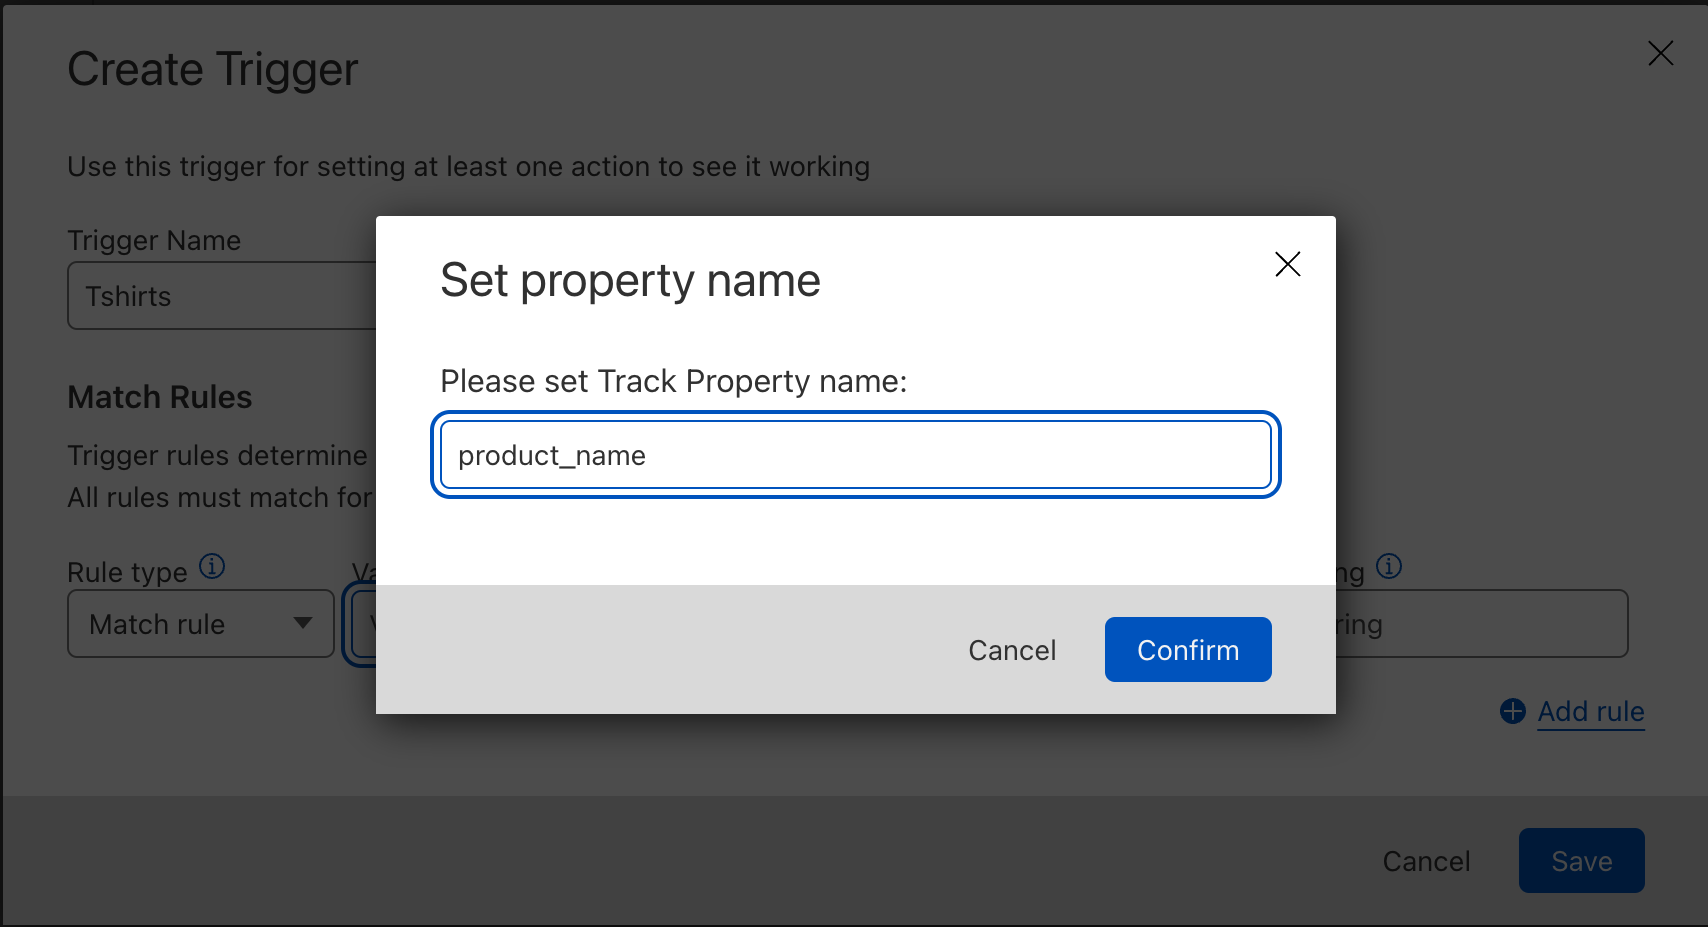 Create Trigger
Use this trigger for setting at least one action to see it working
Trigger Name
Tshirts
Match Rules
Trigger rules determine
All rules must match for
Rule type
Match rule
Set property name
Please set Track Property name:
product_name
Cancel Confirm
Add rule
Cancel Save